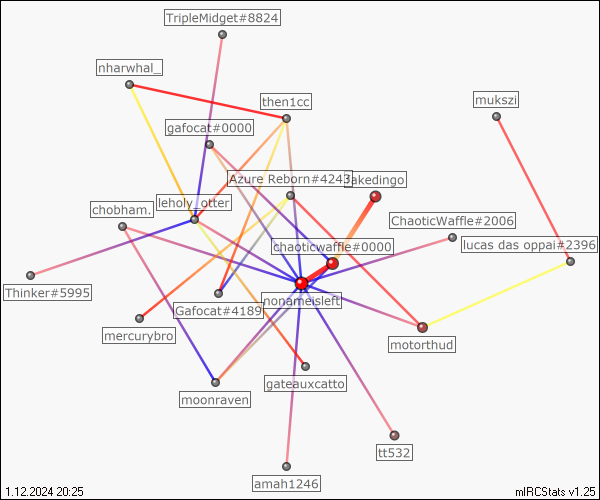 TripleMidget#8824
nharwhal_
then1cc
mukszi
gafocat#0000
Azure Reborn#4243
akedingo
leholy_otter
chobham.
ChaoticWaffle#2006
chaoticwaffle#0000
lucas das oppai#2396
Thinker#5995
nonameisleft
Gafocat#4189
mercurybro
motorthud
gateauxcatto
moonraven
tt532
amah1246
1.12.2024 20:25
mIRCStats v1.25